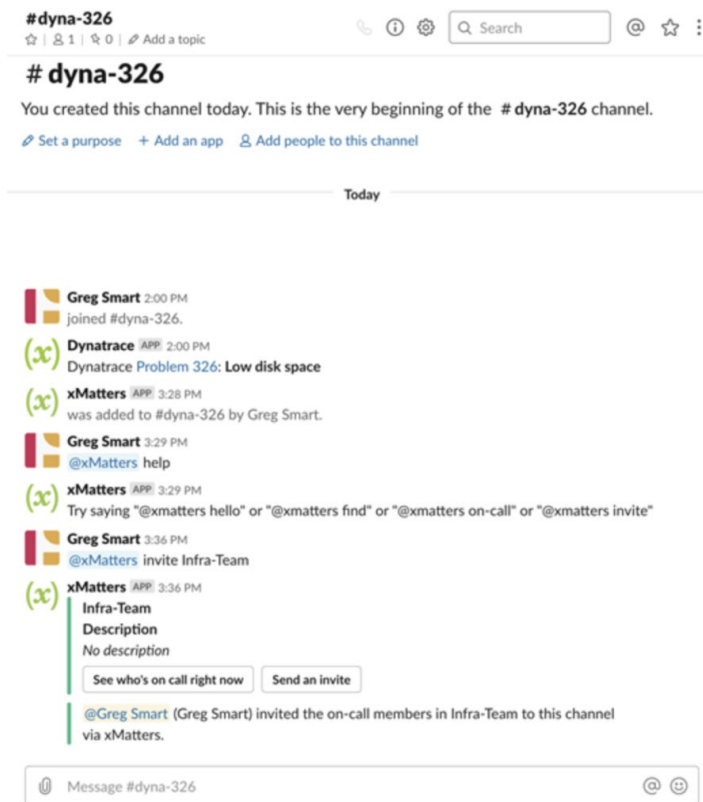 #dyna-326
1 | 0 | Add a topic
Search
# dyna-326
You created this channel today. This is the very beginning of the # dyna-326 channel.
Set a purpose + Add an app Add people to this channel
Today
Greg Smart 2:00 PM
joined #dyna-326.
Dynatrace APP 2:00 PM
Dynatrace Problem 326: Low disk space
xMatters APP 3:28 PM
was added to #dyna-326 by Greg Smart.
Greg Smart 3:29 PM
@xMatters help
xMatters APP 3:29 PM
Try saying "@xmatters hello" or "@xmatters find" or "@xmatters on-call" or "@xmatters invite"
Greg Smart 3:36 PM
@xMatters invite Infra-Team
xMatters APP 3:36 PM
Infra-Team
Description
No description
See who's on call right now Send an invite
@Greg Smart (Greg Smart) invited the on-call members in Infra-Team to this channel
via xMatters.
Message #dyna-326